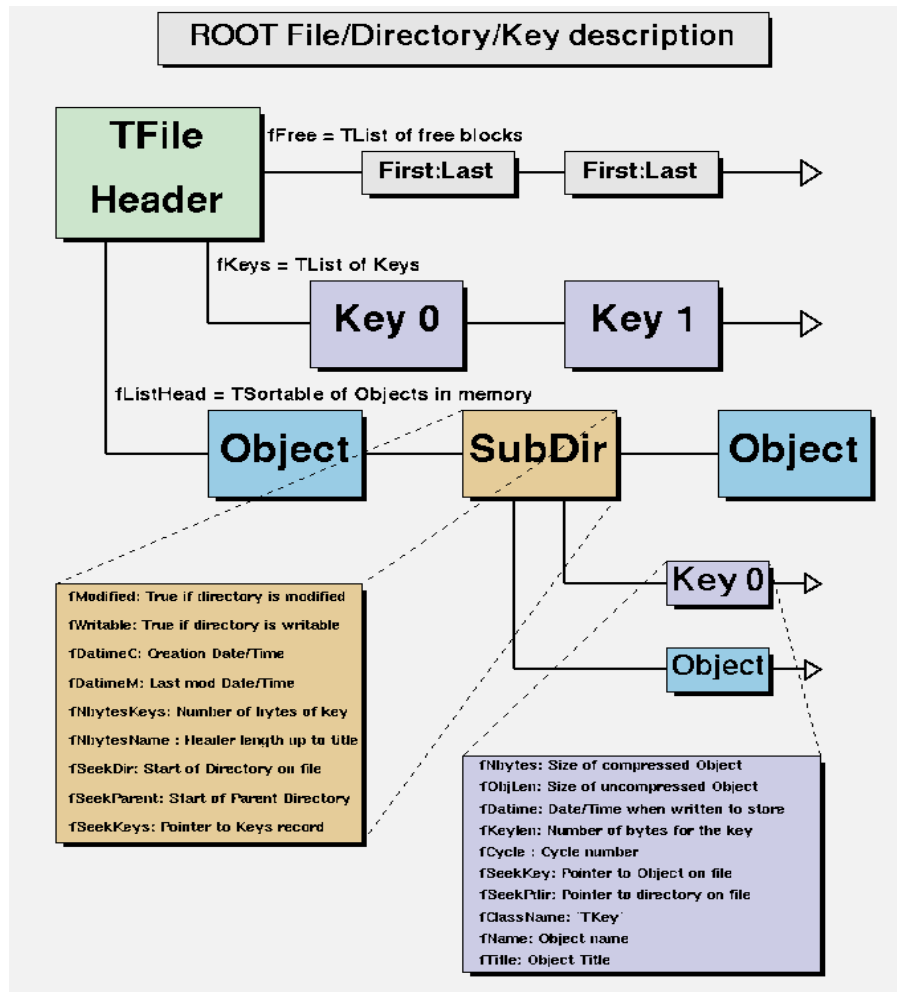 ROOT File/Directory/Key description
TFile
Header
fFree = TList of free blocks
First:Last
First:Last
fKeys = TList of Keys
Key 0
Key 1
fListHead = TSortable of Objects in memory
Object
SubDir
Object
Key 0
Object
fModified: True if directory is modified
fWritable: True if directory is writable
fDatimeC: Creation Date/Time
fDatimeM: Last mod Date/Time
fNbytesKeys: Number of bytes of key
fNbytesName : Header length up to title
fSeekDir: Start of Directory on file
fSeekParent: Start of Parent Directory
fSeekKeys: Pointer to Keys record
fNbytes: Size of compressed Object
fObjLen: Size of uncompressed Object
fDatime: Date/Time when written to store
fKeylen: Number of bytes for the key
fCycle : Cycle number
fSeekKey: Pointer to Object on file
fSeekPdir: Pointer to directory on file
fClassName: 'TKey'
fName: Object name
fTitle: Object Title